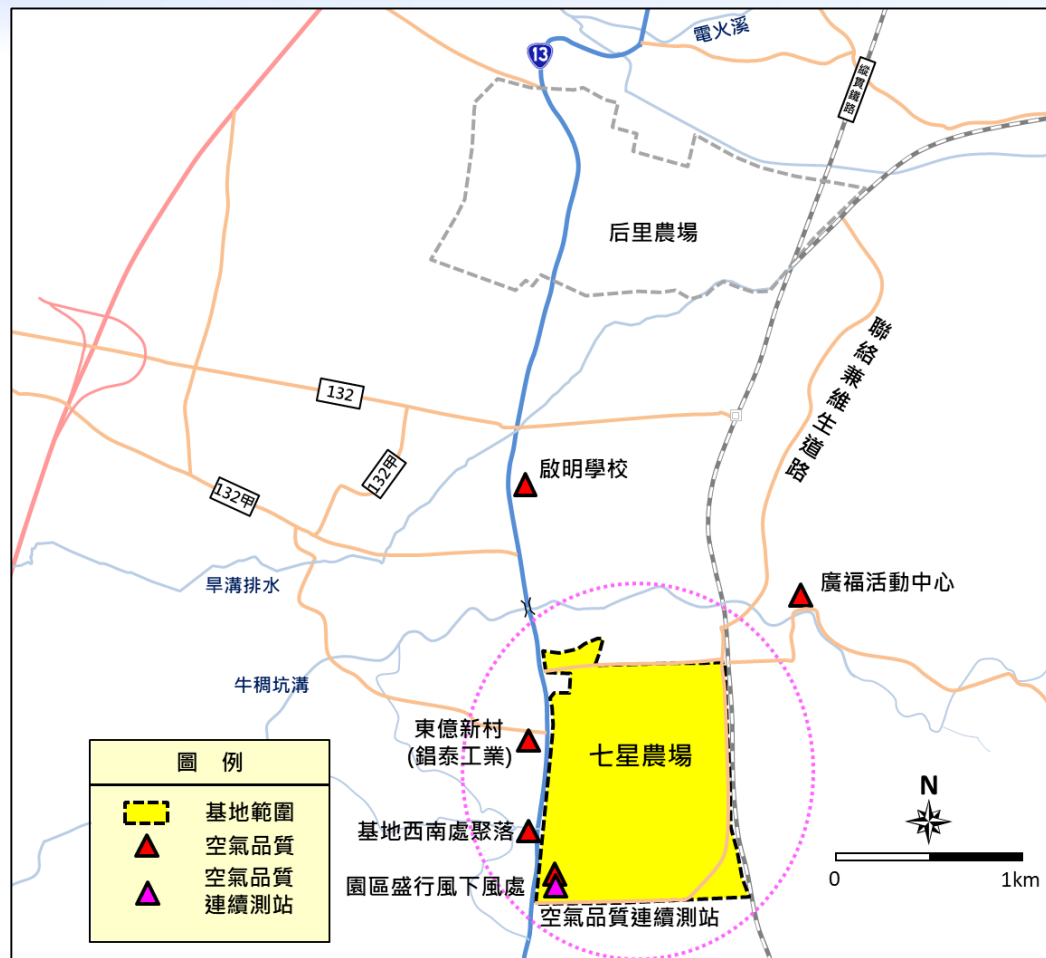 電火溪
13
縱貫鐵路
后里農場
聯絡兼維生道路
132
132甲
132甲
啟明學校
旱溝排水
廣福活動中心
牛稠坑溝
東億新村
(錩泰工業)
七星農場
基地西南處聚落
園區盛行風下風處
空氣品質連續測站
圖 例
基地範圍
空氣品質
空氣品質
連續測站
N
0
1km